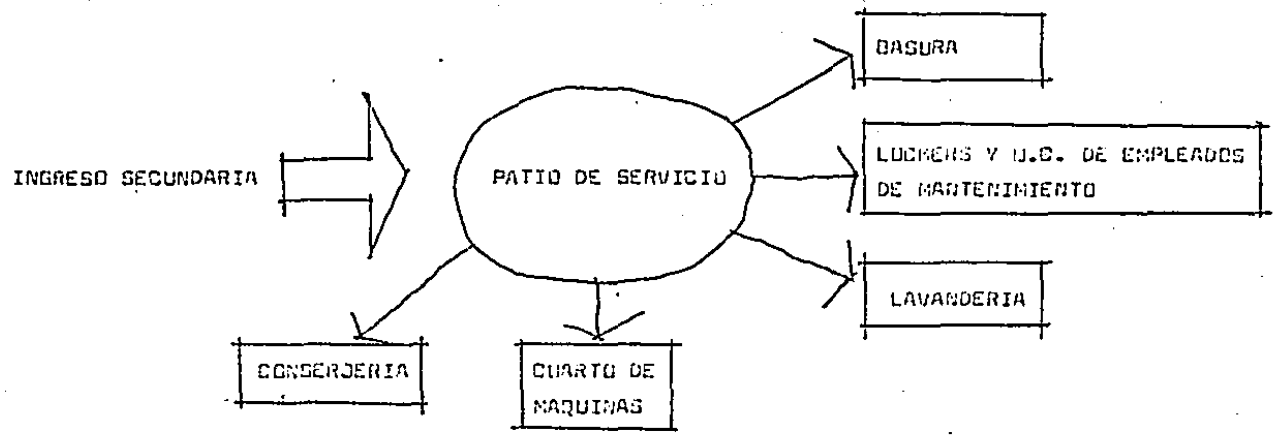 BASURA
LOCKERS Y W.C. DE EMPLEADOS
DE MANTENIMIENTO
INGRESO SECUNDARIA
PATIO DE SERVICIO
LAVANDERIA
CONSERJERIA
CUARTO DE
MAQUINAS